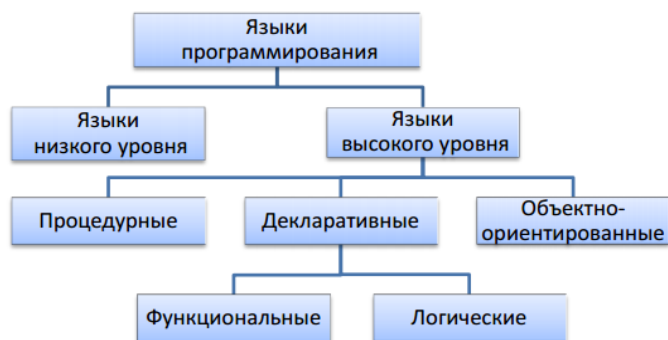 Языки
программирования
Языки
низкого уровня
Языки
высокого уровня
Процедурные
Декларативные
Объектно-
ориентированные
Функциональные
Логические